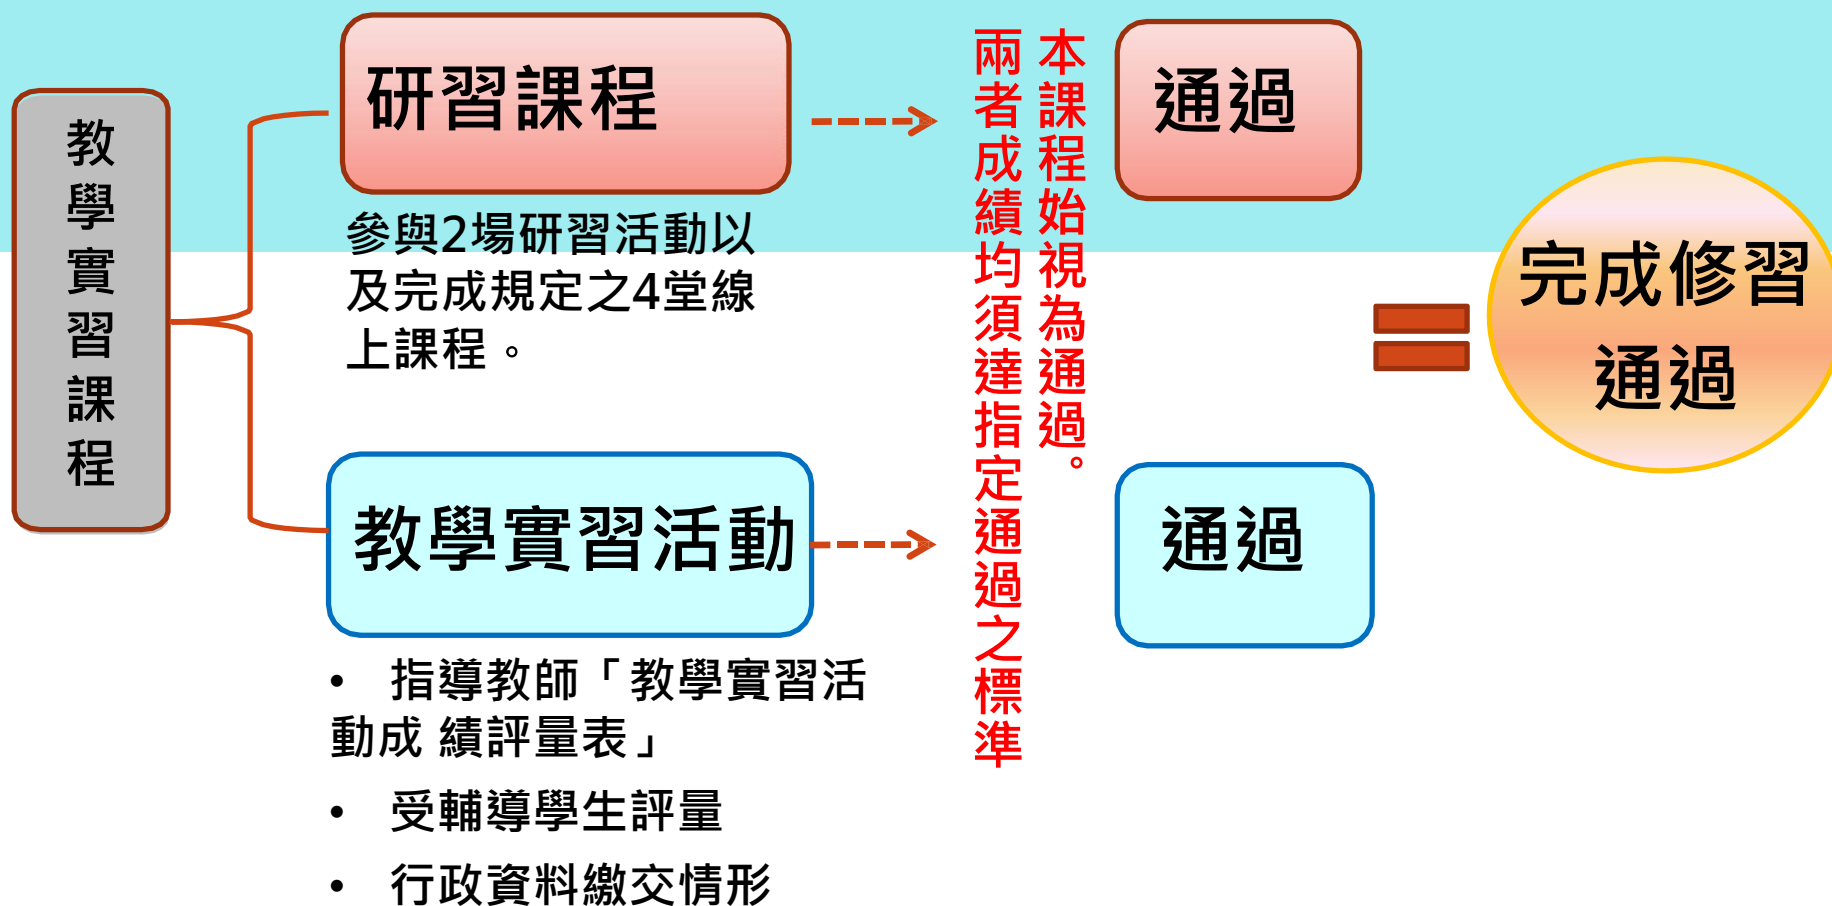 教學實習課程
研習課程
參與2場研習活動以
及完成規定之4堂線
上課程。
教學實習活動
• 指導教師「教學實習活
動成 績評量表」
• 受輔導學生評量
• 行政資料繳交情形
兩者成績均須達指定通過之標準
本課程始視為通過。
通過
通過
完成修習
通過